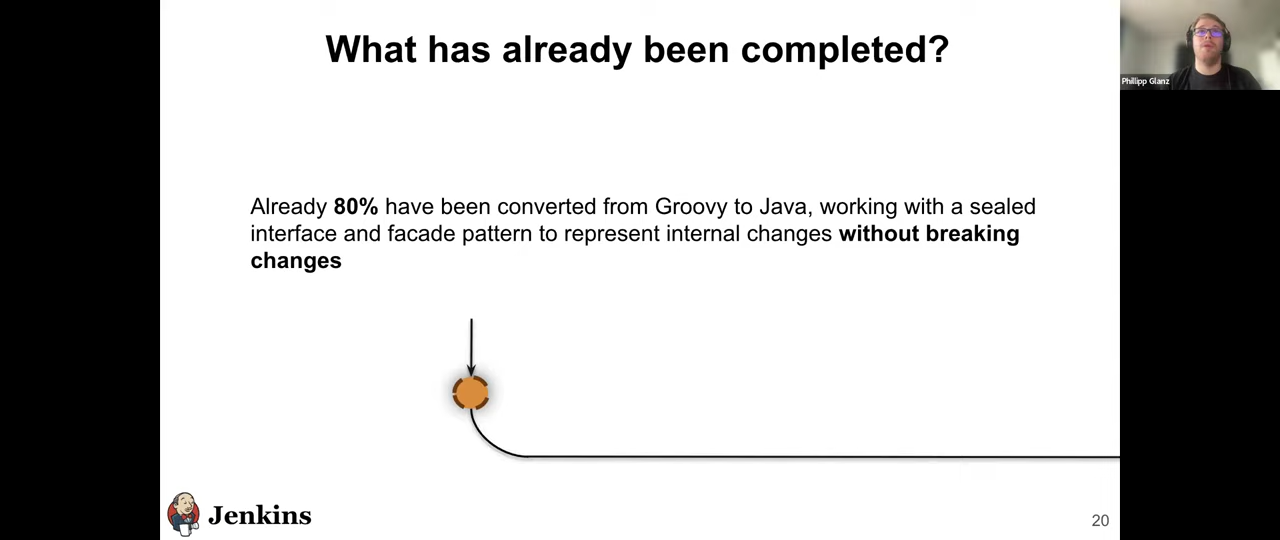 What has already been completed?
Philipp Glanz
Already 80% have been converted from Groovy to Java, working with a sealed
interface and facade pattern to represent internal changes without breaking
changes
Jenkins
20